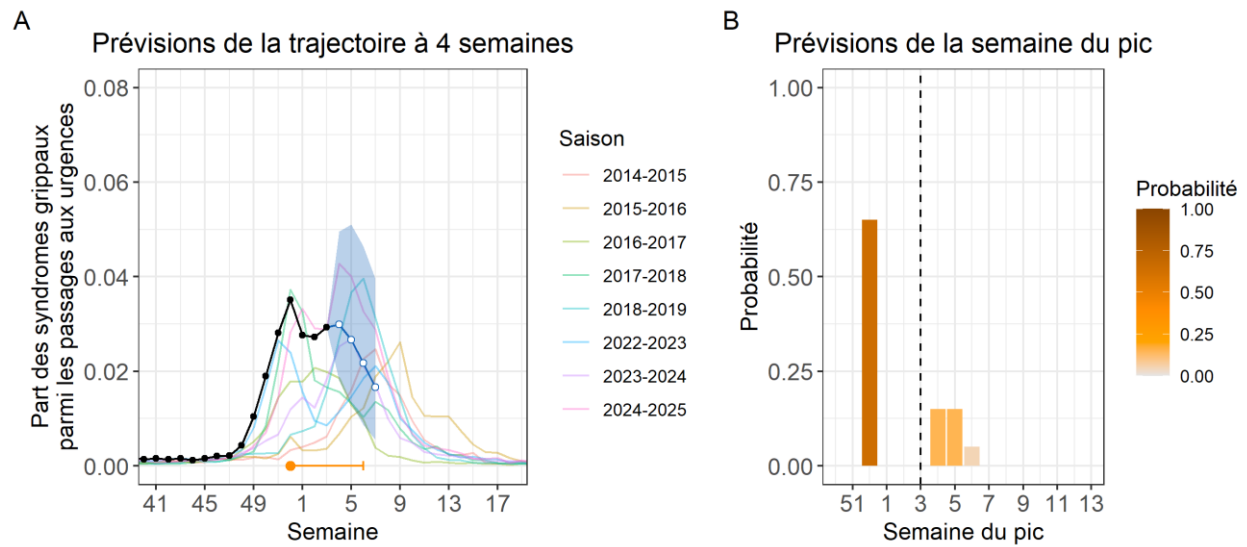 A
Prévisions de la trajectoire à 4 semaines
Part des syndromes grippaux
parmi les passages aux urgences
0.08
0.06
0.04
0.02
0.00
41 45 49 1 5 9 13 17
Semaine
Saison
2014-2015
2015-2016
2016-2017
2017-2018
2018-2019
2022-2023
2023-2024
2024-2025
B
Prévisions de la semaine du pic
Probabilité
1.00
0.75
0.50
0.25
0.00
51 1 3 5 7 9 11 13
Semaine du pic
Probabilité
1.00
0.75
0.50
0.25
0.00